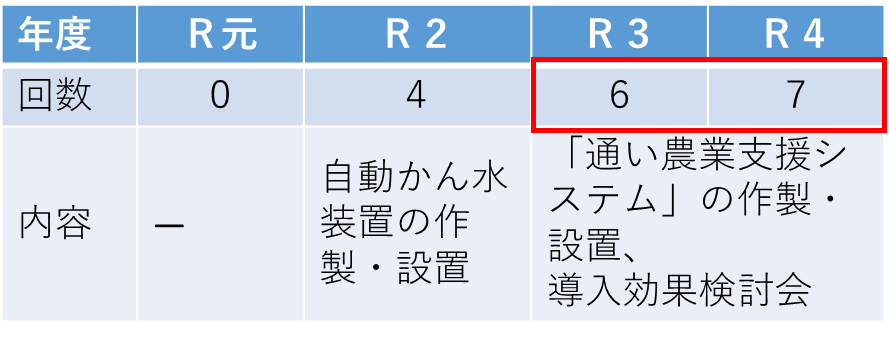 年度 R元 R2 R3 R4
回数 0 4 6 7
内容 － 自動かん水
装置の作
製・設置
「通い農業支援シ
ステム」の作製・
設置、
導入効果検討会